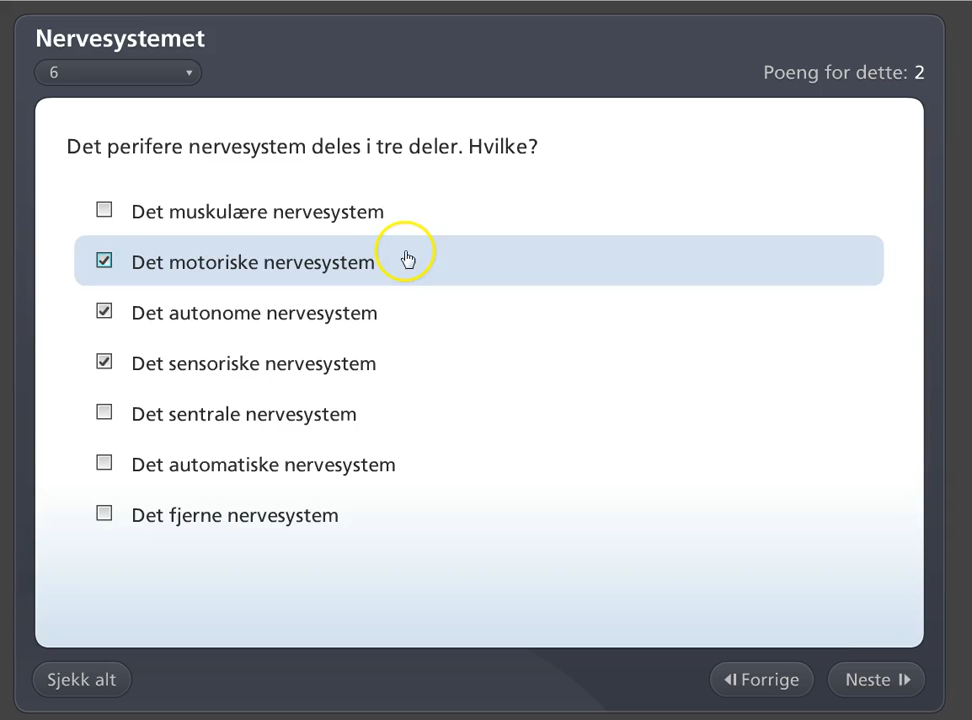 Nervesystemet
6
Poeng for dette: 2
Det perifere nervesystem deles i tre deler. Hvilke?
Det muskulære nervesystem
Det motoriske nervesystem
Det autonome nervesystem
Det sensoriske nervesystem
Det sentrale nervesystem
Det automatiske nervesystem
Det fjerne nervesystem
Sjekk alt
Forrige
Neste